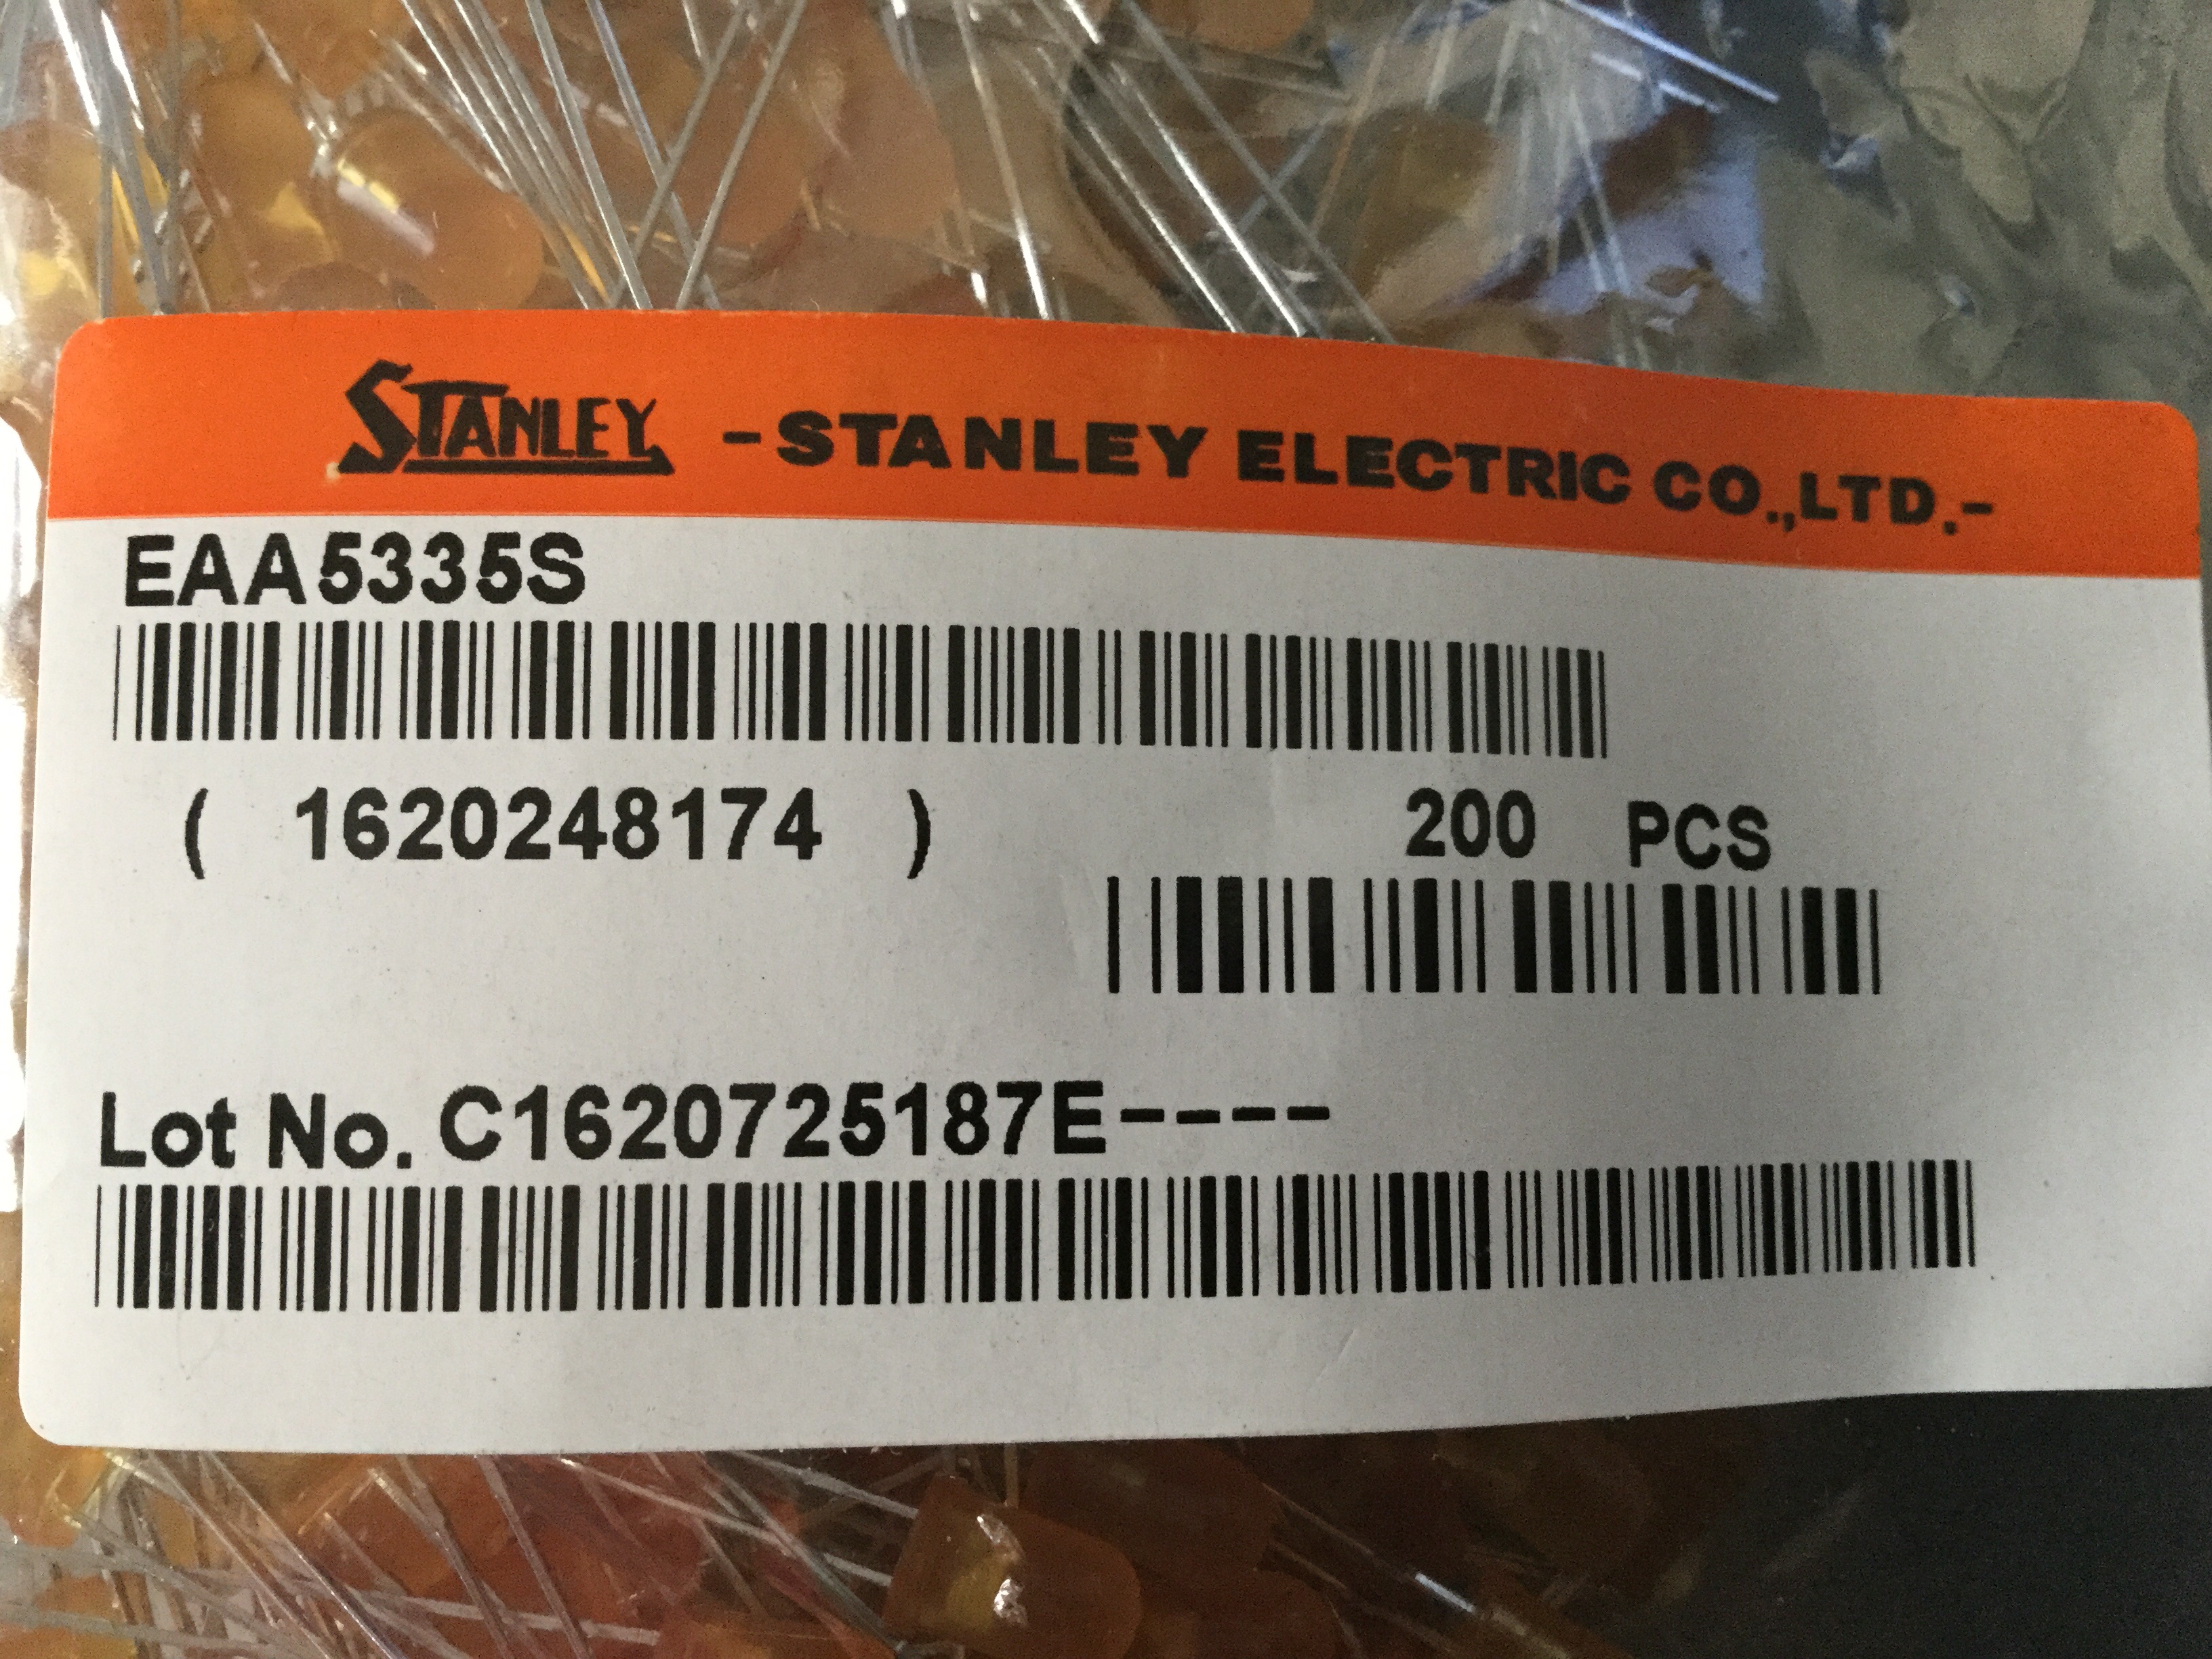 STANLEY -STANLEY ELECTRIC CO.,LTD.-
EAA5335S
( 1620248174 ) 200 PCS
Lot No. C1620725187E----